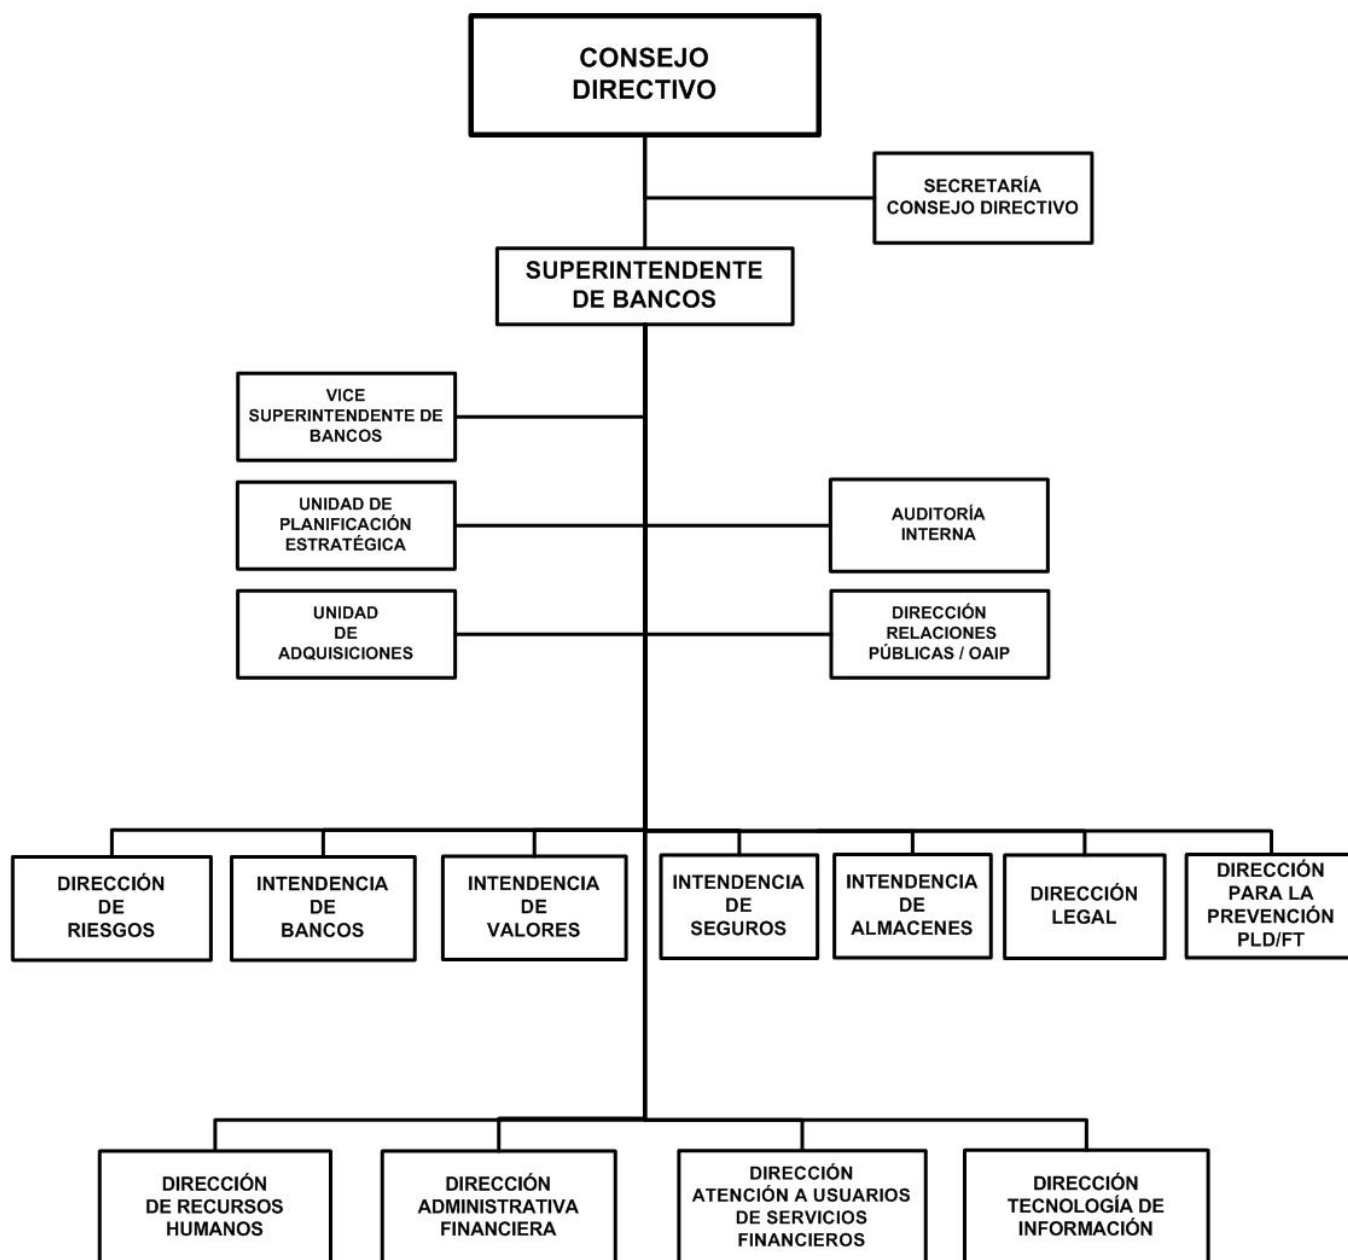 CONSEJO
DIRECTIVO
SECRETARÍA
CONSEJO DIRECTIVO
SUPERINTENDENTE
DE BANCOS
VICE
SUPERINTENDENTE DE
BANCOS
UNIDAD DE
PLANIFICACIÓN
ESTRATÉGICA
AUDITORÍA
INTERNA
UNIDAD
DE
ADQUISICIONES
DIRECCIÓN
RELACIONES
PÚBLICAS / OAIP
DIRECCIÓN
DE
RIESGOS
INTENDENCIA
DE
BANCOS
INTENDENCIA
DE
VALORES
INTENDENCIA
DE
SEGUROS
INTENDENCIA
DE
ALMACENES
DIRECCIÓN
LEGAL
DIRECCIÓN
PARA LA
PREVENCIÓN
PLD/FT
DIRECCIÓN
DE RECURSOS
HUMANOS
DIRECCIÓN
ADMINISTRATIVA
FINANCIERA
DIRECCIÓN
ATENCIÓN A USUARIOS
DE SERVICIOS
FINANCIEROS
DIRECCIÓN
TECNOLOGÍA DE
INFORMACIÓN